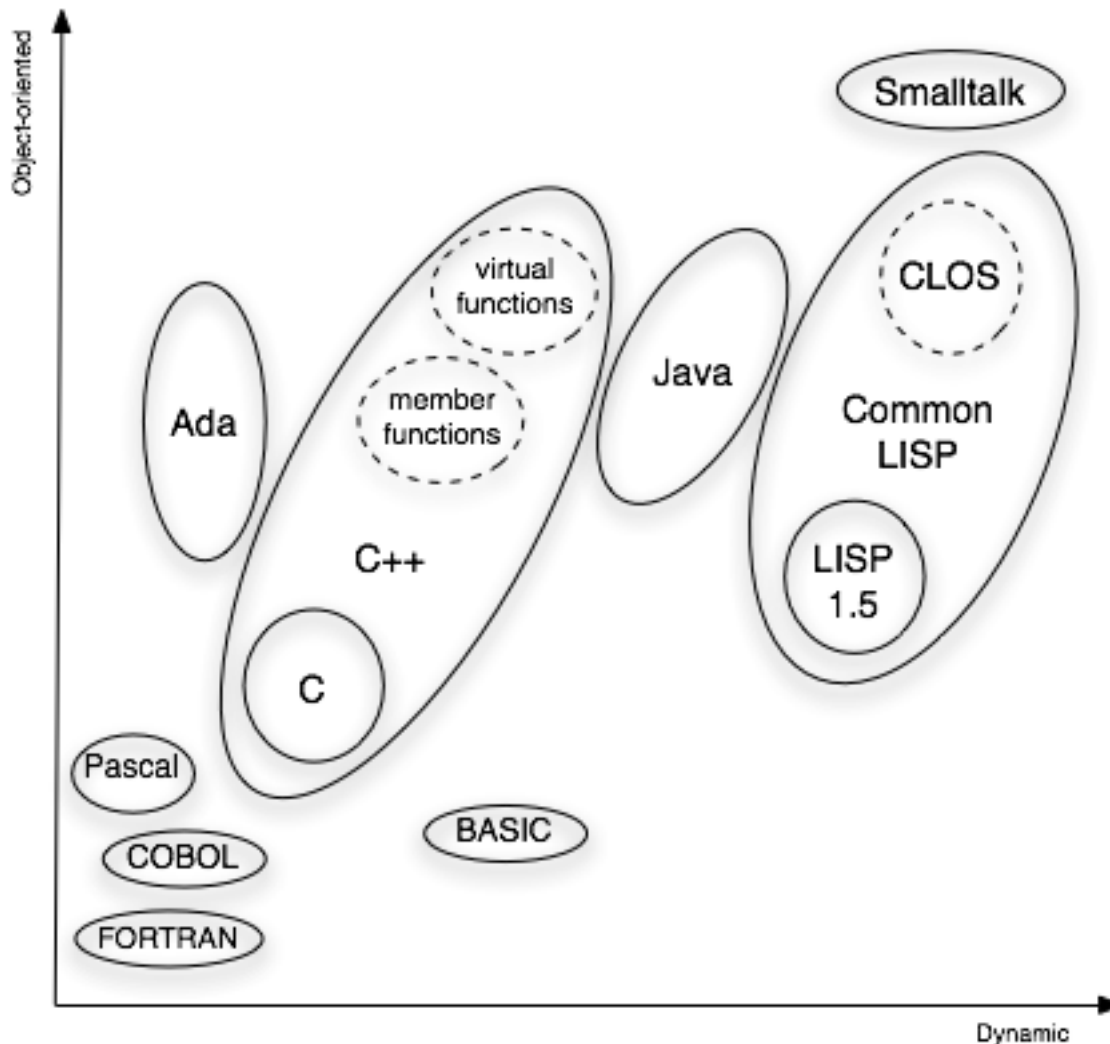 Object-oriented
Smalltalk
virtual
functions
CLOS
Java
member
functions
Ada
Common
LISP
C++
LISP
1.5
C
Pascal
BASIC
COBOL
FORTRAN
Dynamic